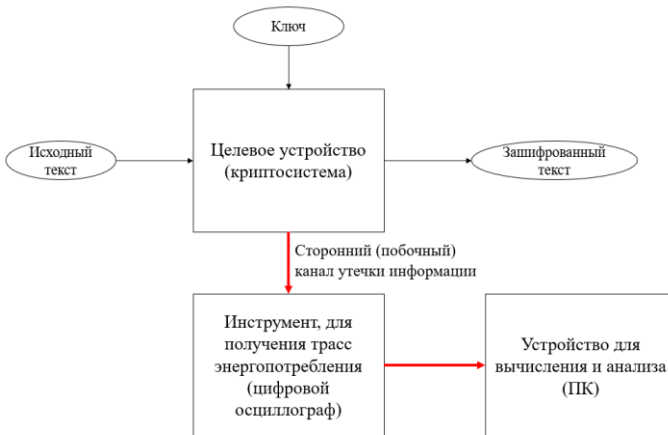 Ключ
Исходный
текст
Целевое устройство
(криптосистема)
Зашифрованный
текст
Сторонний (побочный)
канал утечки информации
Инструмент, для
получения трасс
энергопотребления
(цифровой
осциллограф)
Устройство для
вычисления и анализа
(ПК)